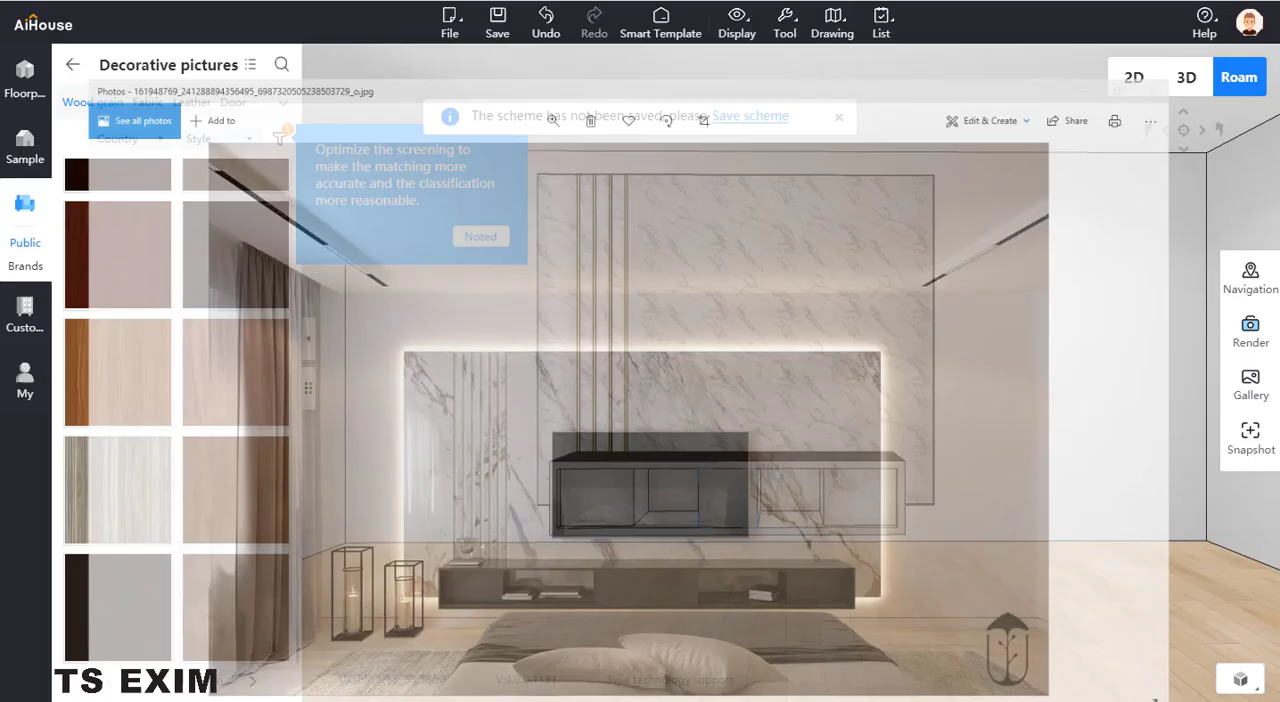 AiHouse
File
Save
Undo
Redo
Smart Template
Display
Tool
Drawing
List
Help
Floorp...
Sample
Public
Brands
Custo...
My
Decorative pictures
Photos - 161948769_241288894356495_6987320505238503729_o.jpg
Wood grain Fabric Leather Door
See all photos
Add to
Country
Style
The scheme has not been saved, please Save scheme
Edit & Create
Share
2D
3D
Roam
Optimize the screening to
make the matching more
accurate and the classification
more reasonable.
Noted
Navigation
Render
Gallery
Snapshot
TS EXIM
technology support